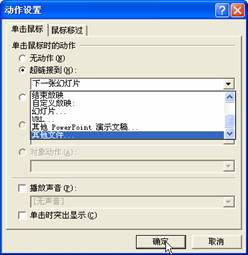 动作设置
单击鼠标
鼠标移过
单击鼠标时的动作
无动作(N)
超链接到(H):
下一张幻灯片
结束放映
自定义放映...
幻灯片...
URL...
其他 PowerPoint 演示文稿...
其他文件...
对象动作(A):
播放声音(P):
[无声音]
单击时突出显示(C)
确定
取消